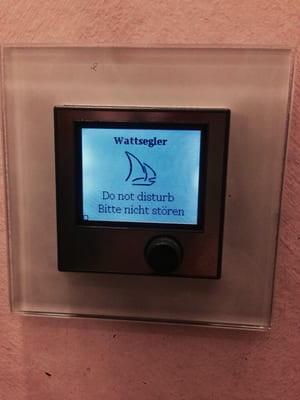 Wattsegler
Do not disturb
Bitte nicht stören